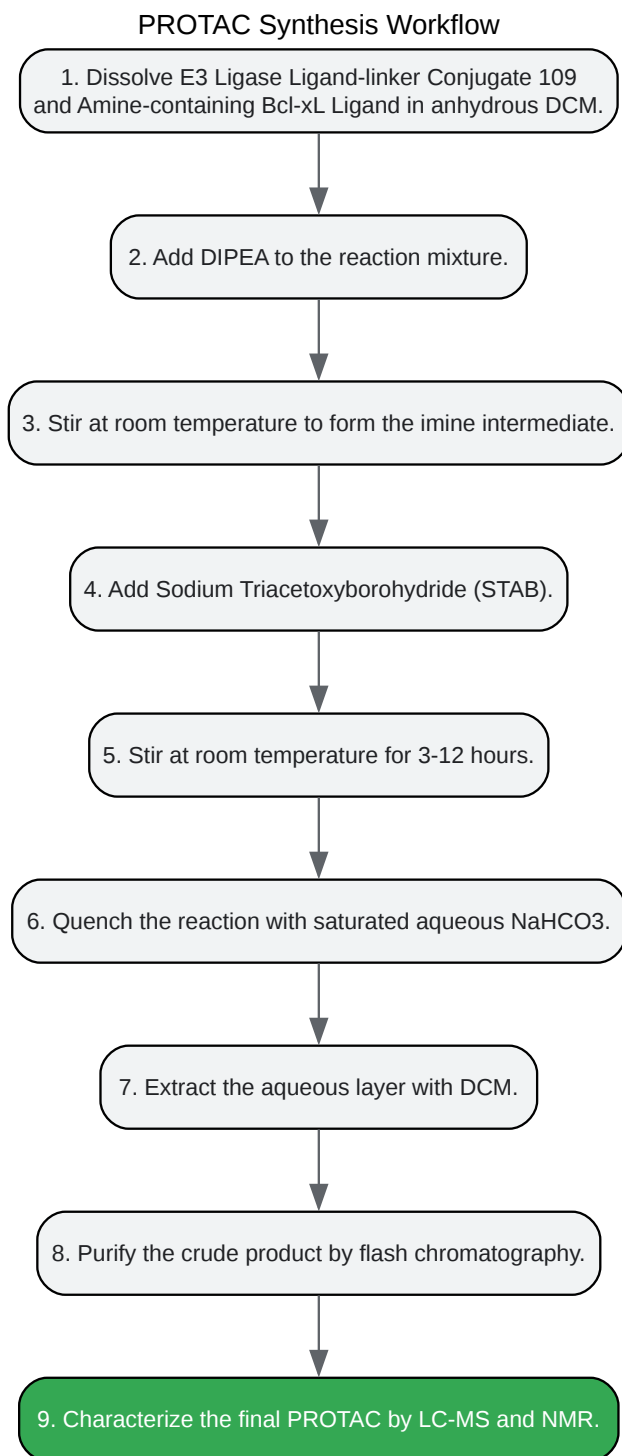 PROTAC Synthesis Workflow
1. Dissolve E3 Ligase Ligand-linker Conjugate 109
and Amine-containing Bcl-xL Ligand in anhydrous DCM.
2. Add DIPEA to the reaction mixture.
3. Stir at room temperature to form the imine intermediate.
4. Add Sodium Triacetoxyborohydride (STAB).
5. Stir at room temperature for 3-12 hours.
6. Quench the reaction with saturated aqueous NaHCO3.
7. Extract the aqueous layer with DCM.
8. Purify the crude product by flash chromatography.
9. Characterize the final PROTAC by LC-MS and NMR.